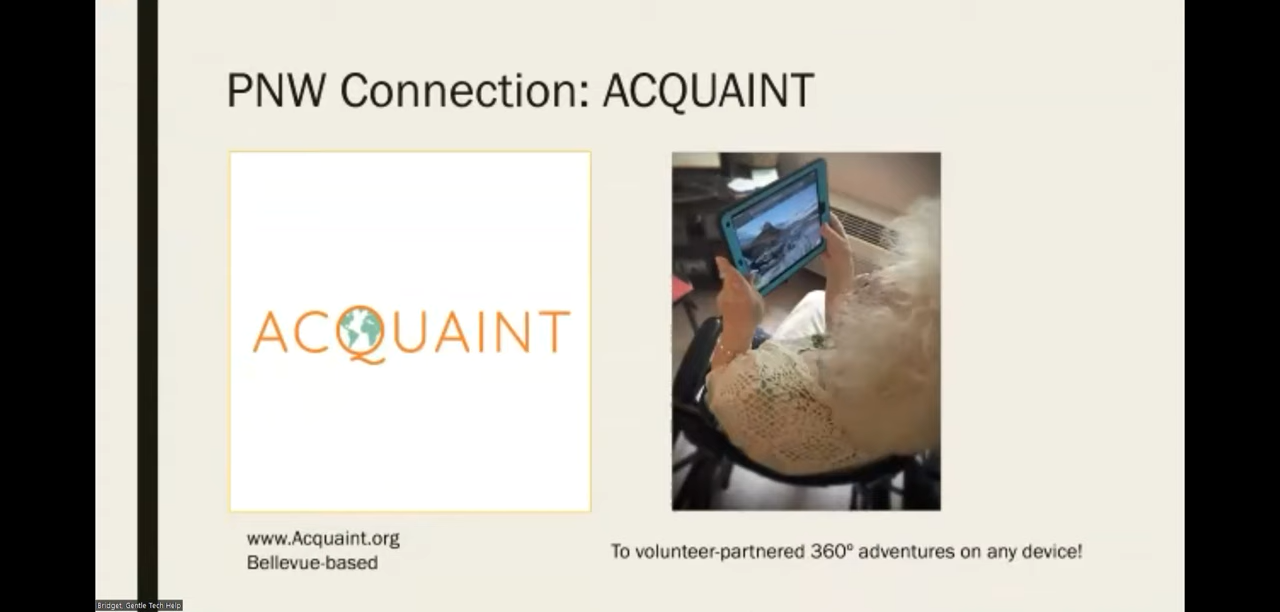 PNW Connection: ACQUAINT
ACQUAINT
www.Acquaint.org
Bellevue-based
To volunteer-partnered 360° adventures on any device!
Bridget, Gentle Tech Help